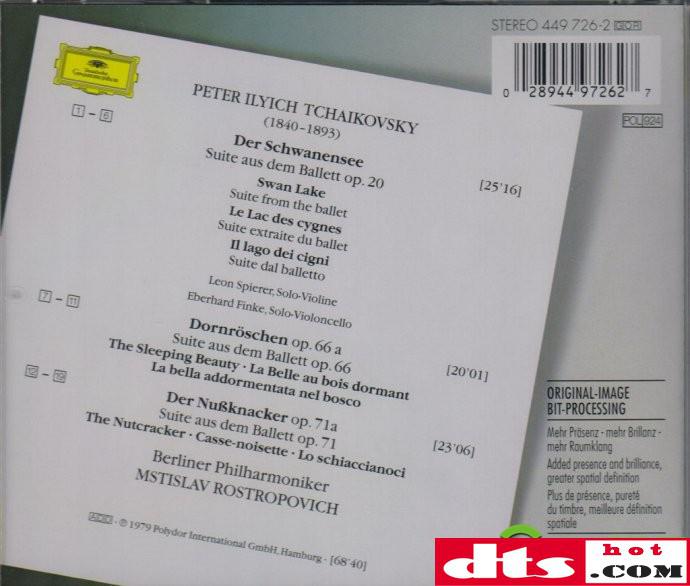 STEREO 449 726-2 GOR
0 28944 97262 7
POL 924
Deutsche
Grammophon
PETER ILYICH TCHAIKOVSKY
(1840–1893)
1 – 6
Der Schwanensee
Suite aus dem Ballett op. 20 [25'16]
Swan Lake
Suite from the ballet
Le Lac des cygnes
Suite extraite du ballet
Il lago dei cigni
Suite dal balletto
Leon Spierer, Solo-Violine
Eberhard Finke, Solo-Violoncello
7 – 11
Dornröschen op. 66 a
Suite aus dem Ballett op. 66 [20'01]
The Sleeping Beauty · La Belle au bois dormant
La bella addormentata nel bosco
12 – 19
Der Nußknacker op. 71a
Suite aus dem Ballett op. 71 [23'06]
The Nutcracker · Casse-noisette · Lo schiaccianoci
Berliner Philharmoniker
MSTISLAV ROSTROPOVICH
ADD · ℗ 1979 Polydor International GmbH, Hamburg · [68'40]
ORIGINAL-IMAGE
BIT-PROCESSING
Mehr Präsenz - mehr Brillanz -
mehr Raumklang
Added presence and brilliance,
greater spatial definition
Plus de présence, pureté
du timbre, meilleure définition
spatiale
dts hot
.COM